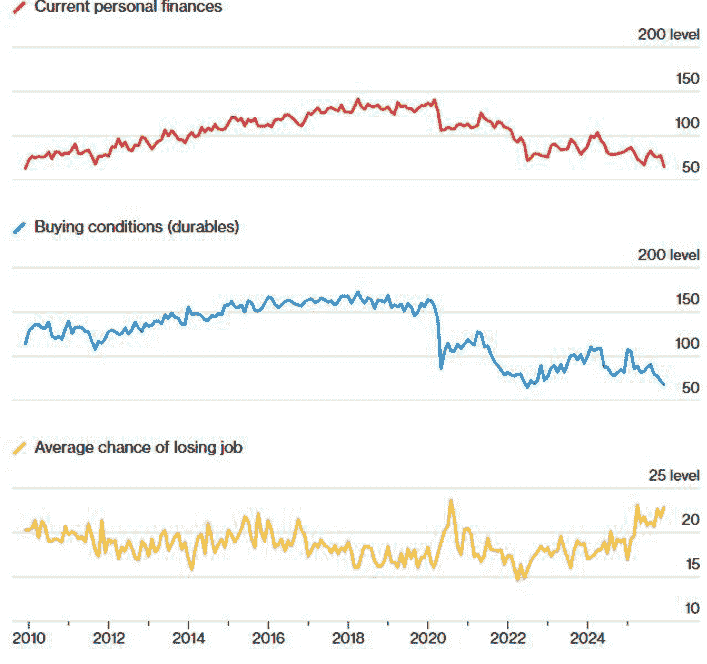 Current personal finances
200 level
150
100
50
Buying conditions (durables)
200 level
150
100
50
Average chance of losing job
25 level
20
15
10
2010 2012 2014 2016 2018 2020 2022 2024